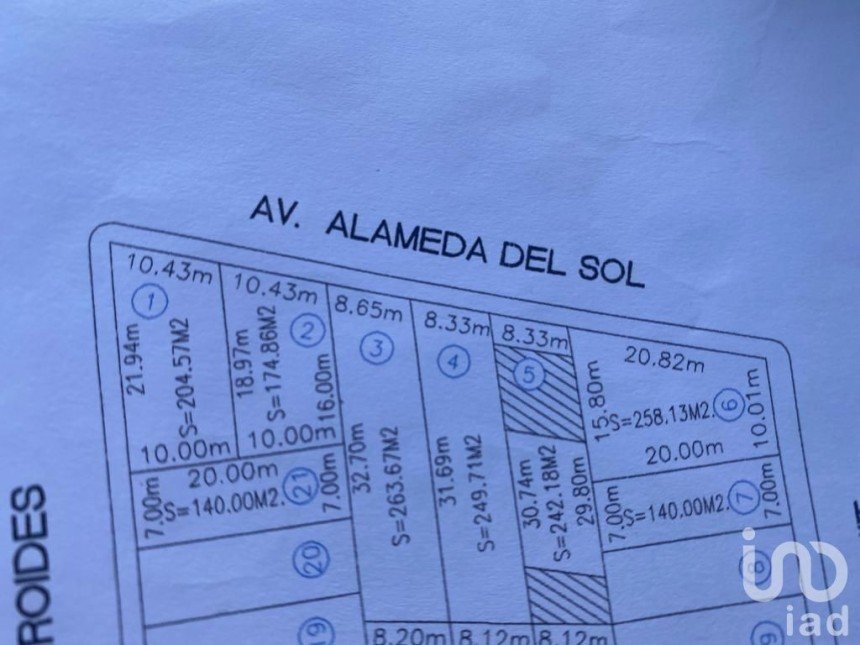 AV. ALAMEDA DEL SOL
10.43m
1
21.94m
S=204.57M2
10.00m
10.43m
2
18.97m
S=174.86M2
16.00m
10.00m
8.65m
3
32.70m
S=263.67M2
8.20m
8.33m
4
31.69m
S=249.71M2
8.12m
8.33m
5
30.74m
S=242.18M2
29.80m
8.12m
20.82m
15.80m
S=258.13M2.
6
10.01m
20.00m
7.00m
S=140.00M2.
7
7.00m
8
9
20.00m
7.00m
S=140.00M2.
21
7.00m
20
19
ROIDES
iad